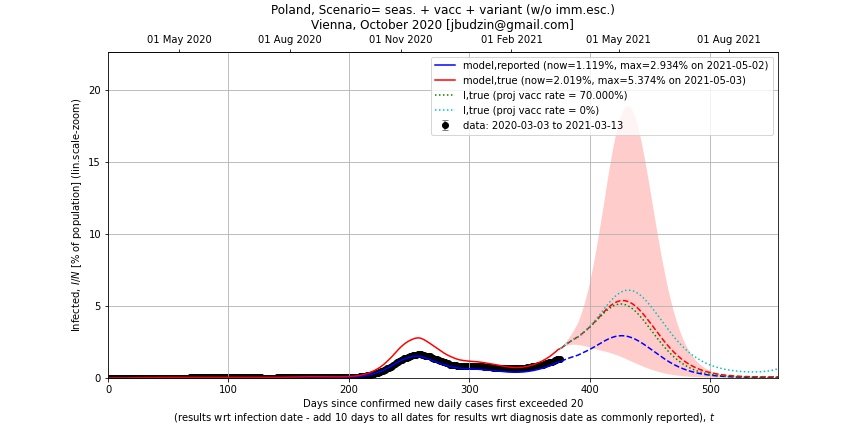 Poland, Scenario= seas. + vacc + variant (w/o imm.esc.)
Vienna, October 2020 [jbudzin@gmail.com]
01 May 2020 01 Aug 2020 01 Nov 2020 01 Feb 2021 01 May 2021 01 Aug 2021
model,reported (now=1.119%, max=2.934% on 2021-05-02)
model,true (now=2.019%, max=5.374% on 2021-05-03)
I,true (proj vacc rate = 70.000%)
I,true (proj vacc rate = 0%)
data: 2020-03-03 to 2021-03-13
Infected, I/N [% of population] (lin.scale-zoom)
20
15
10
5
0
0 100 200 300 400 500
Days since confirmed new daily cases first exceeded 20
(results wrt infection date - add 10 days to all dates for results wrt diagnosis date as commonly reported), t